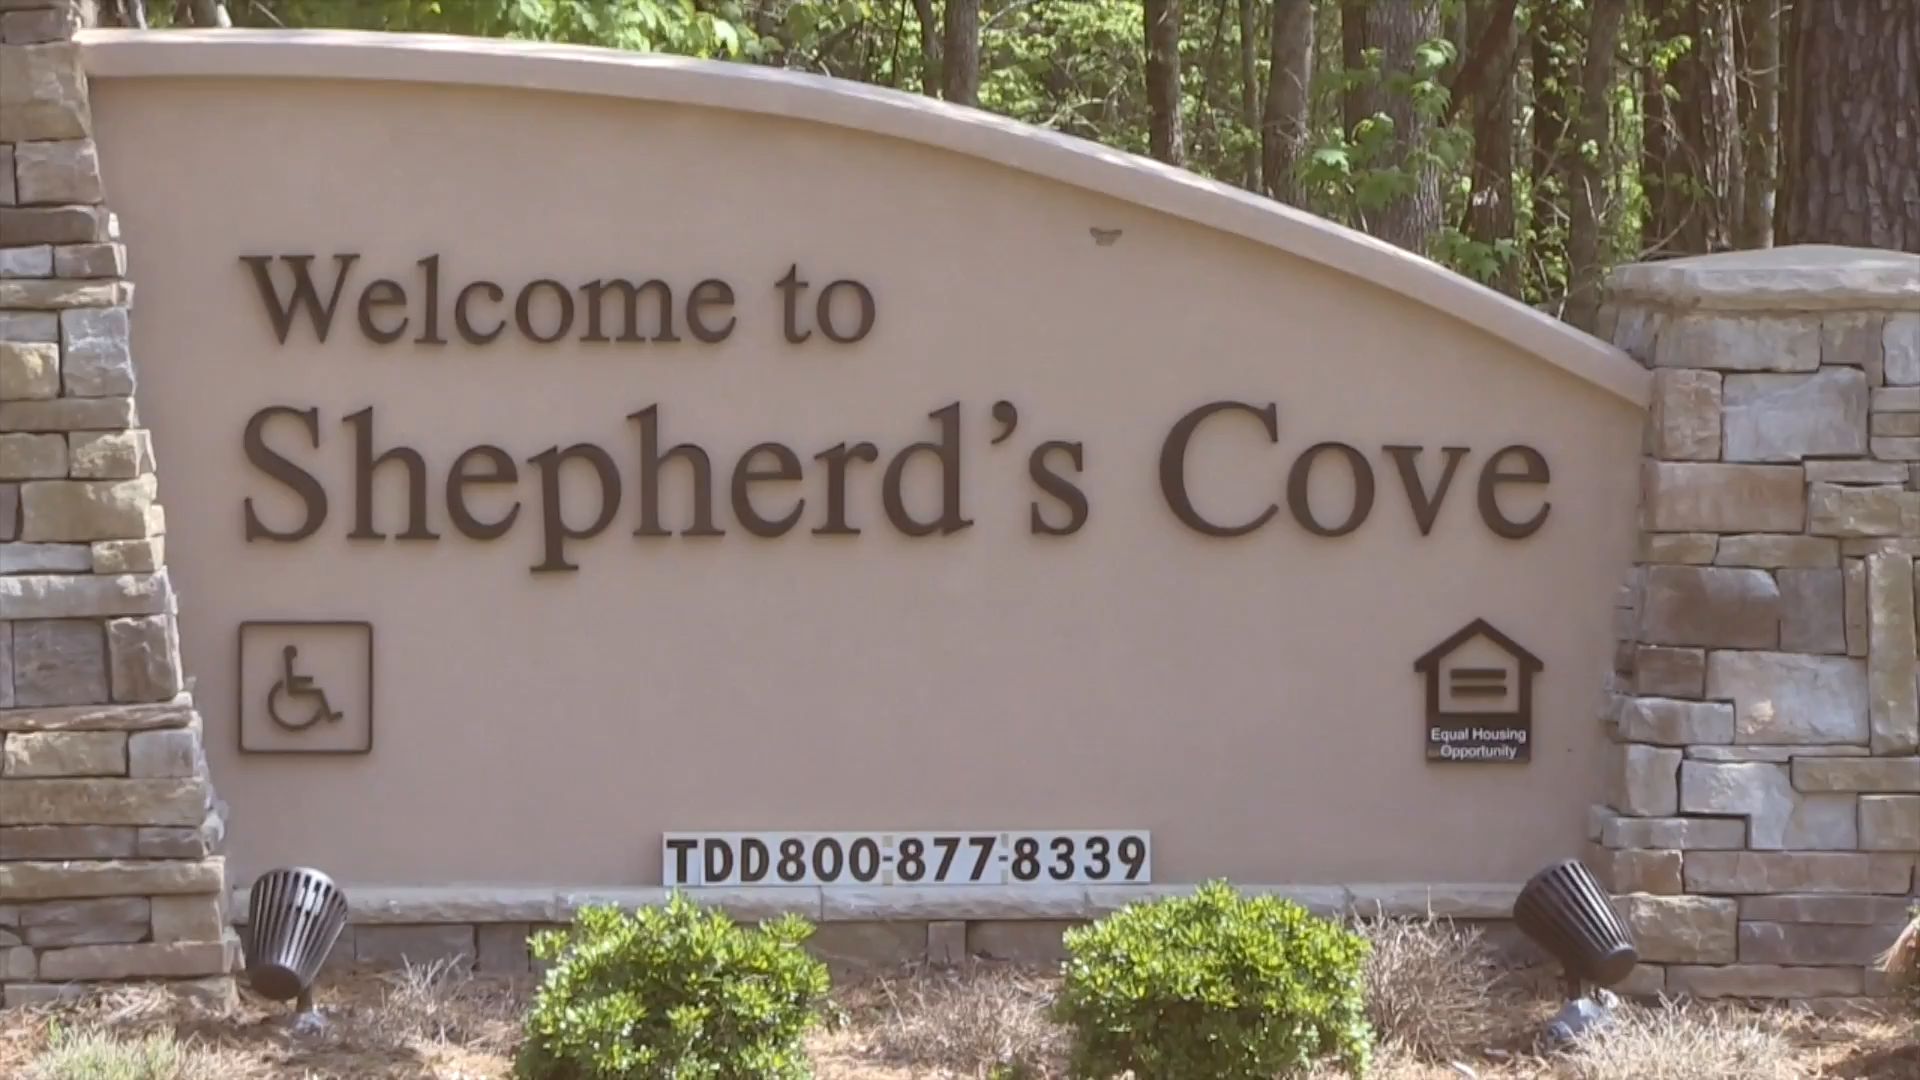 Welcome to
Shepherd's Cove
Equal Housing
Opportunity
TDD800-877-8339